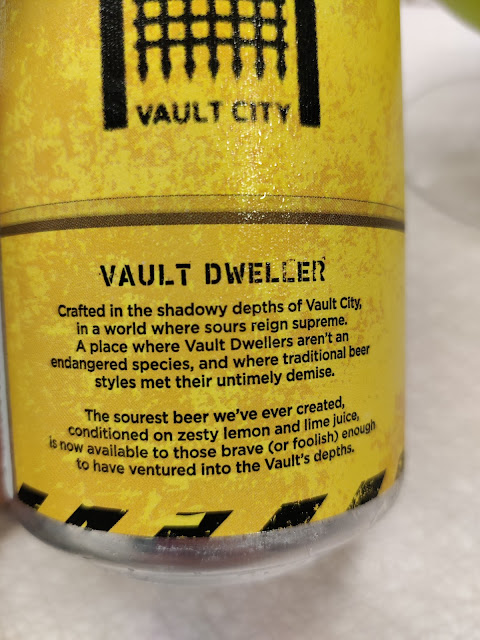 VAULT CITY
VAULT DWELLER
Crafted in the shadowy depths of Vault City,
in a world where sours reign supreme.
A place where Vault Dwellers aren't an
endangered species, and where traditional beer
styles met their untimely demise.
The sourest beer we've ever created,
conditioned on zesty lemon and lime juice,
is now available to those brave (or foolish) enough
to have ventured into the Vault's depths.